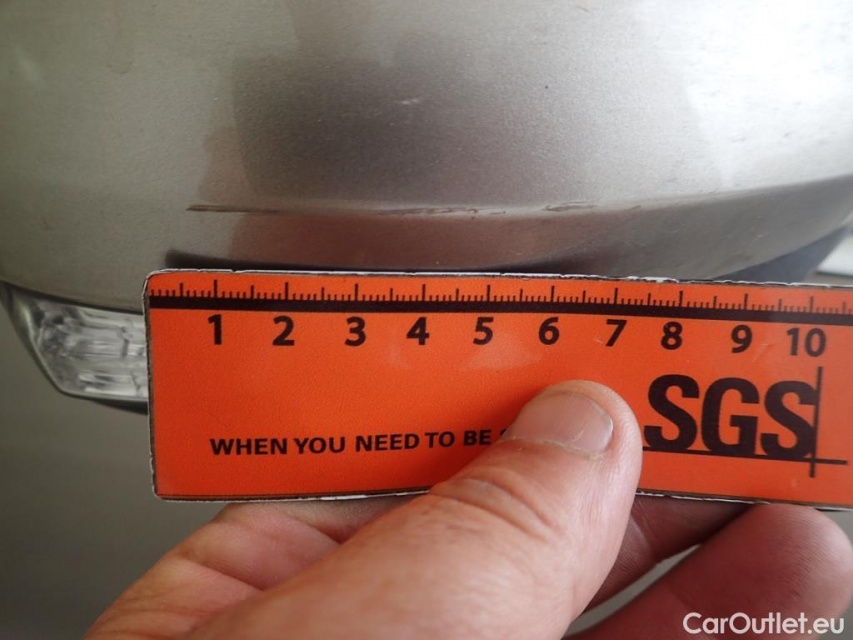 1 2 3 4 5 6 7 8 9 10
SGS
WHEN YOU NEED TO BE
CarOutlet.eu